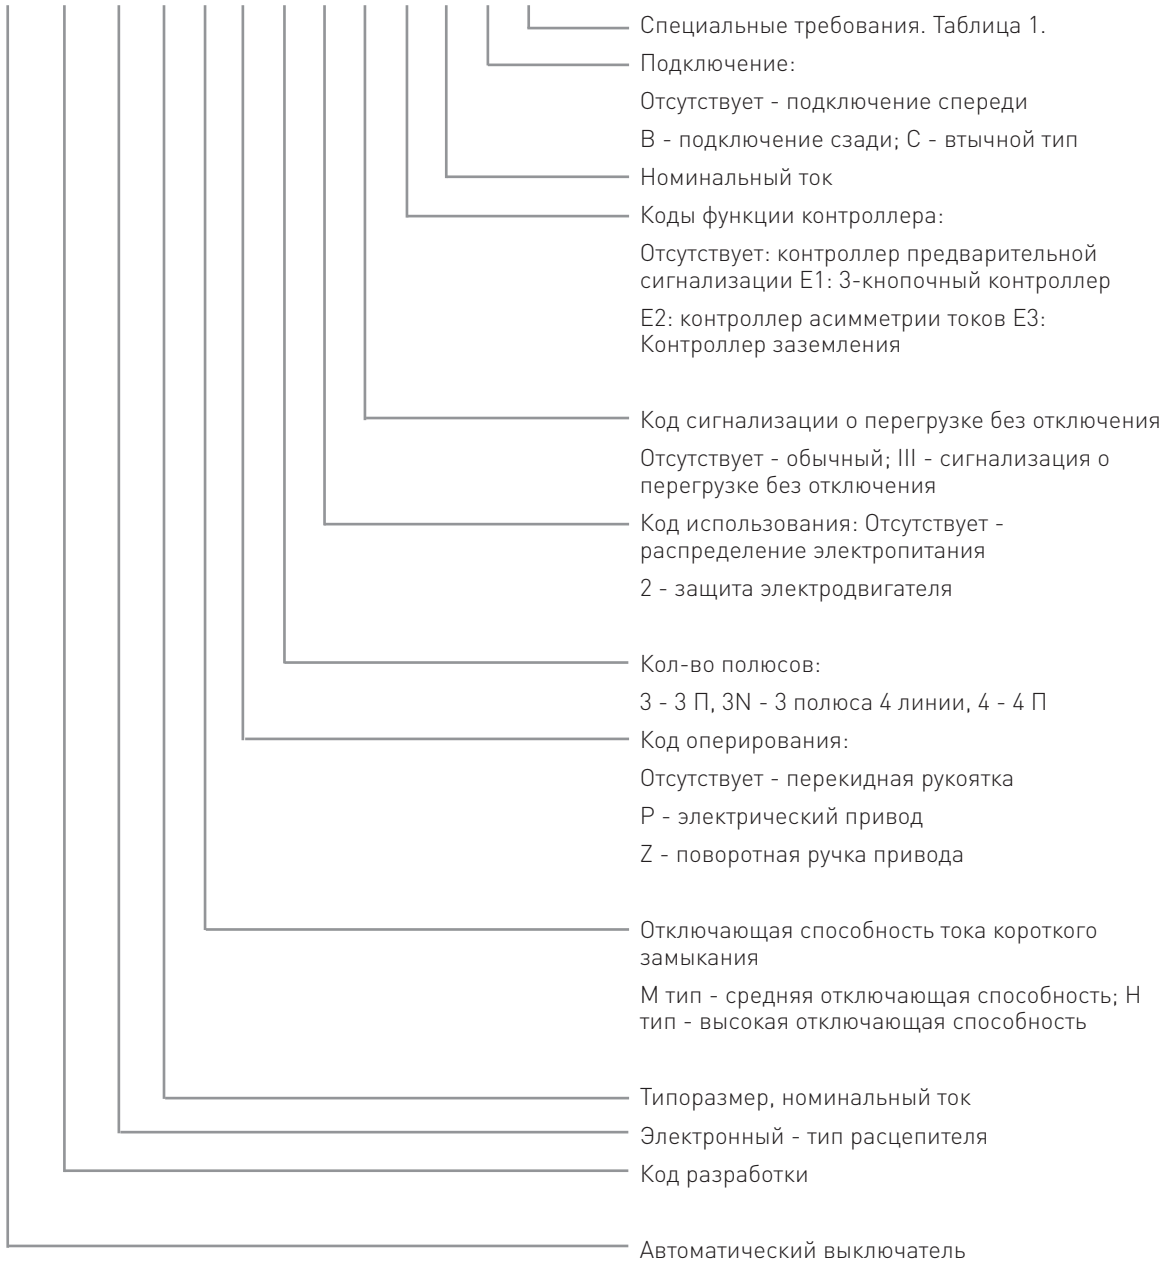 Специальные требования. Таблица 1.
Подключение:
Отсутствует - подключение спереди
В - подключение сзади; С - втычной тип
Номинальный ток
Коды функции контроллера:
Отсутствует: контроллер предварительной
сигнализации Е1: 3-кнопочный контроллер
Е2: контроллер асимметрии токов Е3:
Контроллер заземления
Код сигнализации о перегрузке без отключения
Отсутствует - обычный; III - сигнализация о
перегрузке без отключения
Код использования: Отсутствует -
распределение электропитания
2 - защита электродвигателя
Кол-во полюсов:
3 - 3 П, 3N - 3 полюса 4 линии, 4 - 4 П
Код оперирования:
Отсутствует - перекидная рукоятка
Р - электрический привод
Z - поворотная ручка привода
Отключающая способность тока короткого
замыкания
М тип - средняя отключающая способность; Н
тип - высокая отключающая способность
Типоразмер, номинальный ток
Электронный - тип расцепителя
Код разработки
Автоматический выключатель